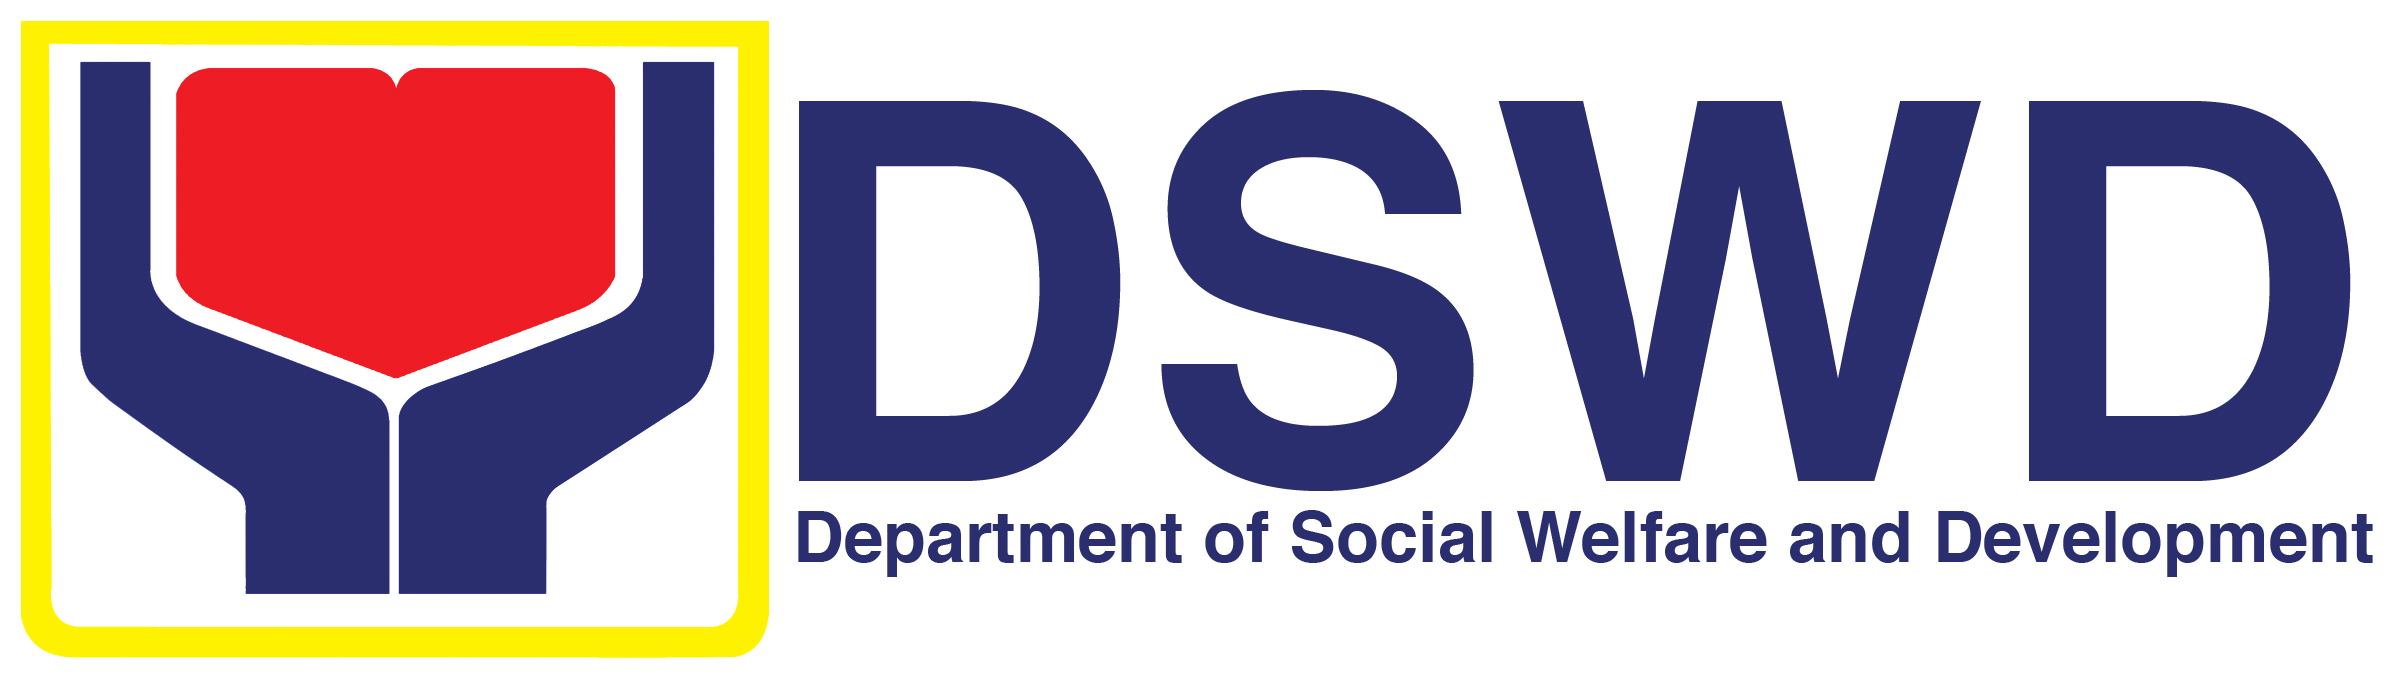 DSWD
Department of Social Welfare and Development